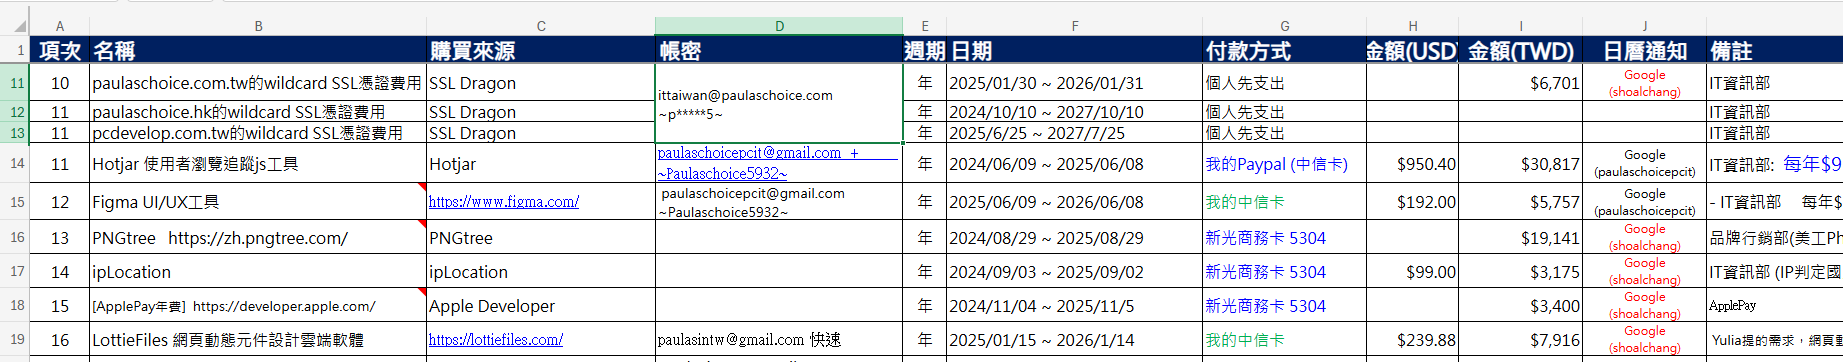 A B C D E F G H I J K
1 項次 名稱 購買來源 帳密 週期 日期 付款方式 金額(USD 金額(TWD) 日曆通知 備註
11 10 paulaschoice.com.tw的wildcard SSL憑證費用 SSL Dragon 年 2025/01/30 ~ 2026/01/31 個人先支出 $6,701 Google IT資訊部
(shoalchang)
ittaiwan@paulaschoice.com
~p*****5~
12 11 paulaschoice.hk的wildcard SSL憑證費用 SSL Dragon 年 2024/10/10 ~ 2027/10/10 個人先支出 IT資訊部
13 11 pcdevelop.com.tw的wildcard SSL憑證費用 SSL Dragon 年 2025/6/25 ~ 2027/7/25 個人先支出 IT資訊部
14 11 Hotjar 使用者瀏覽追蹤js工具 Hotjar paulaschoicepcit@gmail.com + 年 2024/06/09 ~ 2025/06/08 我的Paypal (中信卡) $950.40 $30,817 Google IT資訊部: 每年$9
~Paulaschoice5932~ (paulaschoicepcit)
15 12 Figma UI/UX工具 https://www.figma.com/ paulaschoicepcit@gmail.com 年 2025/06/09 ~ 2026/06/08 我的中信卡 $192.00 $5,757 Google - IT資訊部 每年$
~Paulaschoice5932~ (paulaschoicepcit)
16 13 PNGtree https://zh.pngtree.com/ PNGtree 年 2024/08/29 ~ 2025/08/29 新光商務卡 5304 $19,141 Google 品牌行銷部(美工Ph
(shoalchang)
17 14 ipLocation ipLocation 年 2024/09/03 ~ 2025/09/02 新光商務卡 5304 $99.00 $3,175 Google IT資訊部 (IP判定國
(shoalchang)
18 15 [ApplePay年費] https://developer.apple.com/ Apple Developer 年 2024/11/04 ~ 2025/11/5 新光商務卡 5304 $3,400 Google ApplePay
(shoalchang)
19 16 LottieFiles 網頁動態元件設計雲端軟體 https://lottiefiles.com/ paulasintw@gmail.com 快速 年 2025/01/15 ~ 2026/1/14 我的中信卡 $239.88 $7,916 Google Yulia提的需求，網頁動
(shoalchang)